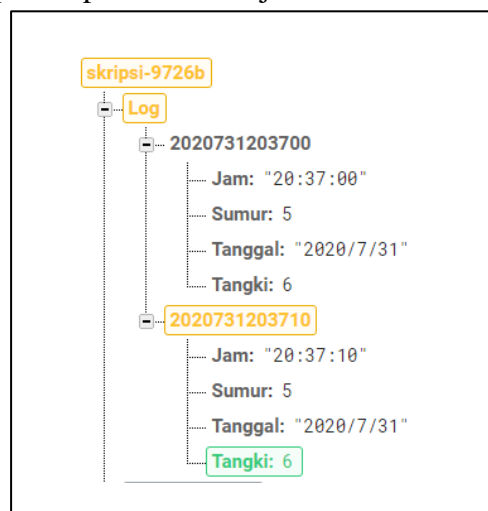 skripsi-9726b
Log
2020731203700
Jam: "20:37:00"
Sumur: 5
Tanggal: "2020/7/31"
Tangki: 6
2020731203710
Jam: "20:37:10"
Sumur: 5
Tanggal: "2020/7/31"
Tangki: 6